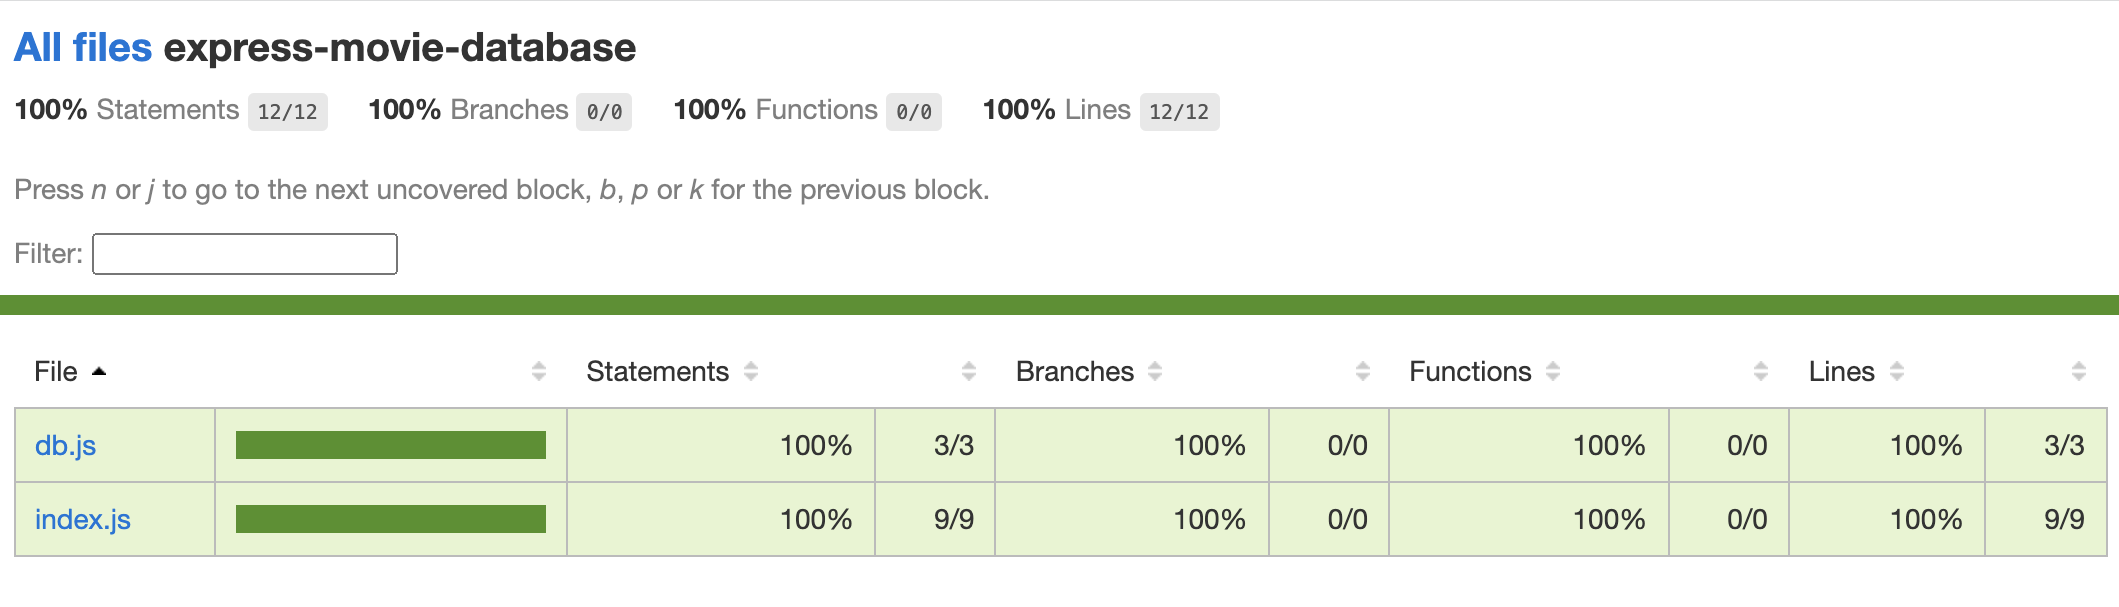 All files express-movie-database
100% Statements 12/12 100% Branches 0/0 100% Functions 0/0 100% Lines 12/12
Press n or j to go to the next uncovered block, b, p or k for the previous block.
Filter:
File Statements Branches Functions Lines
db.js 100% 3/3 100% 0/0 100% 0/0 100% 3/3
index.js 100% 9/9 100% 0/0 100% 0/0 100% 9/9